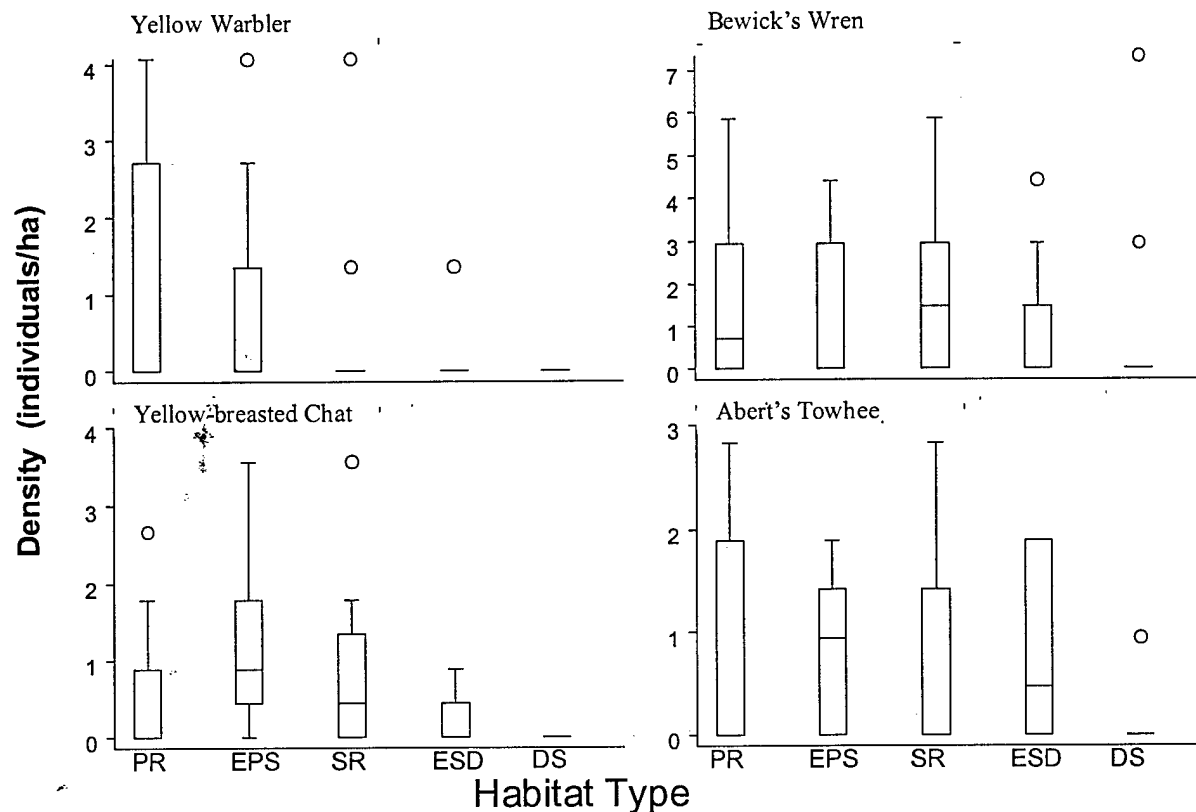 Yellow Warbler
4
3
2
1
0
Bewick's Wren
7
6
5
4
3
2
1
0
Yellow-breasted Chat
4
3
2
1
0
PR EPS SR ESD DS
Abert's Towhee
3
2
1
0
PR EPS SR ESD DS
Density (individuals/ha)
Habitat Type